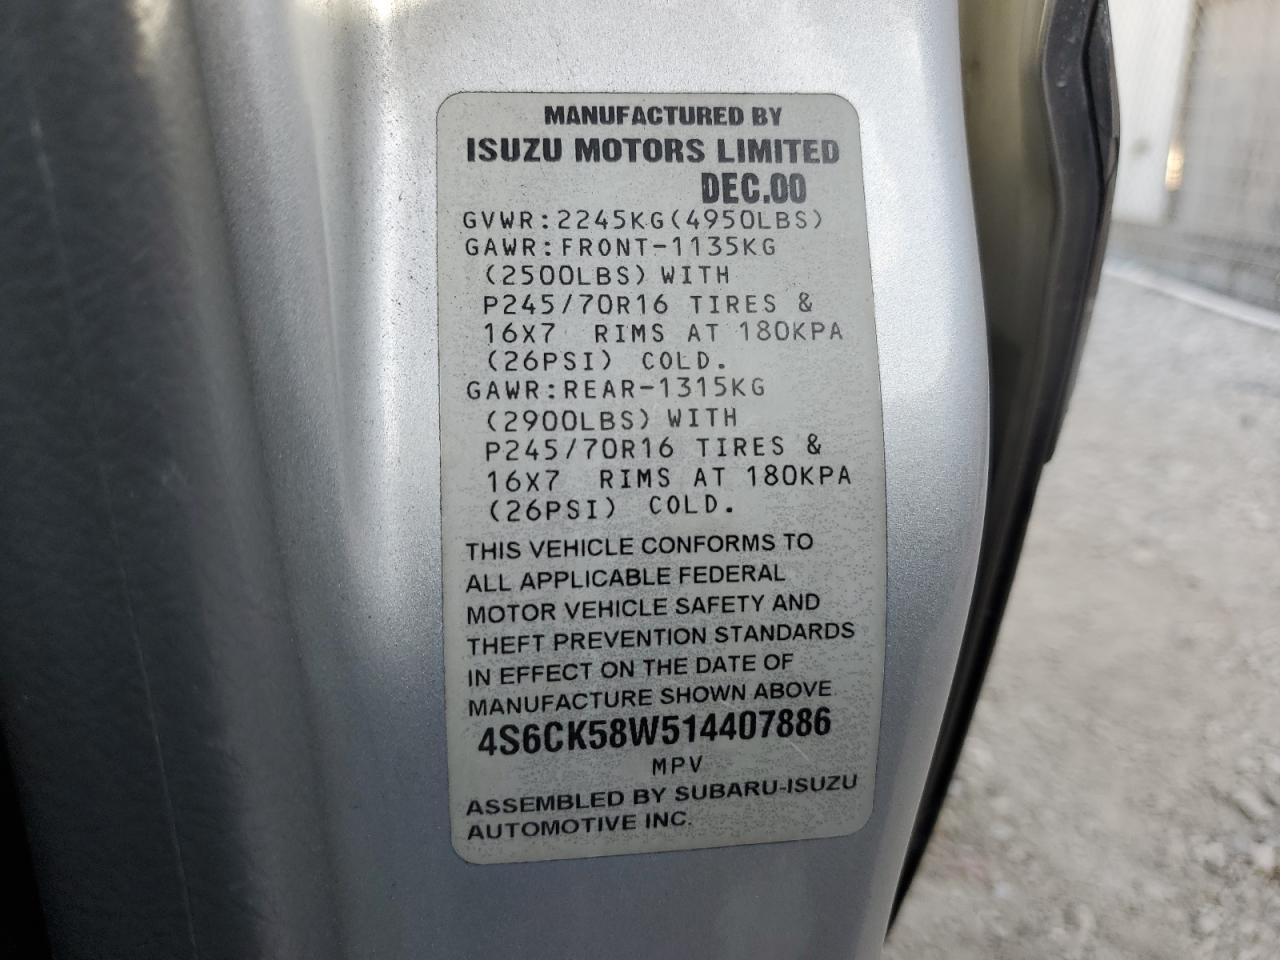 MANUFACTURED BY
ISUZU MOTORS LIMITED
DEC.00
GVWR:2245KG(4950LBS)
GAWR:FRONT-1135KG
(2500LBS) WITH
P245/70R16 TIRES &
16X7 RIMS AT 180KPA
(26PSI) COLD.
GAWR:REAR-1315KG
(2900LBS) WITH
P245/70R16 TIRES &
16X7 RIMS AT 180KPA
(26PSI) COLD.
THIS VEHICLE CONFORMS TO
ALL APPLICABLE FEDERAL
MOTOR VEHICLE SAFETY AND
THEFT PREVENTION STANDARDS
IN EFFECT ON THE DATE OF
MANUFACTURE SHOWN ABOVE.
4S6CK58W514407886
MPV
ASSEMBLED BY SUBARU-ISUZU
AUTOMOTIVE INC.